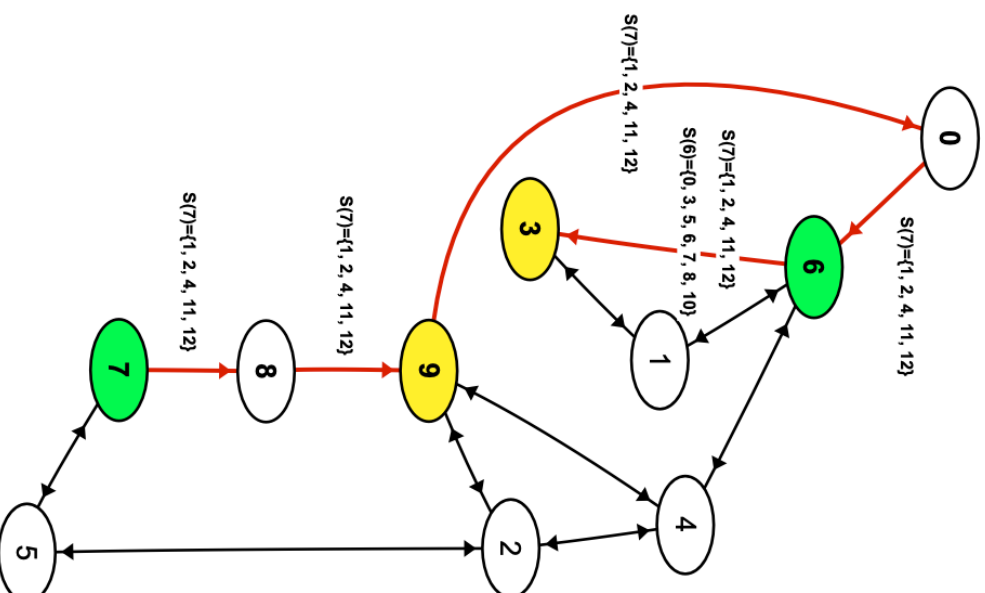 0
S(7)={1, 2, 4, 11, 12}
6
S(7)={1, 2, 4, 11, 12}
S(6)={0, 3, 5, 6, 7, 8, 10}
4
1
S(7)={1, 2, 4, 11, 12}
3
2
9
S(7)={1, 2, 4, 11, 12}
8
S(7)={1, 2, 4, 11, 12}
7
5